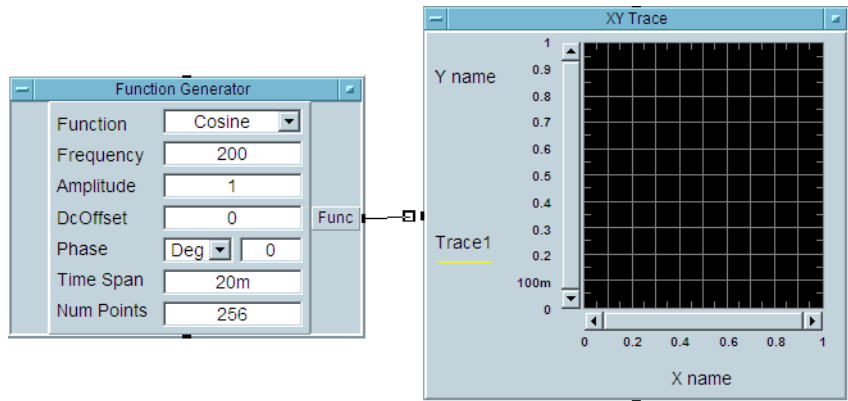 Function Generator
Function Cosine
Frequency 200
Amplitude 1
DcOffset 0
Func
Phase Deg 0
Time Span 20m
Num Points 256
XY Trace
Y name
1
0.9
0.8
0.7
0.6
0.5
0.4
0.3
Trace1
0.2
100m
0
0 0.2 0.4 0.6 0.8 1
X name